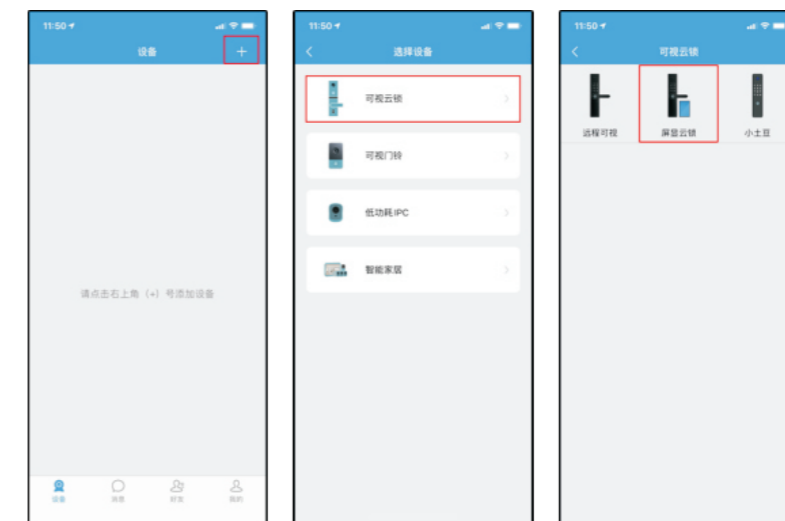 11:50
设备
+
请点击右上角（+）号添加设备
设备
消息
好友
我的
11:50
选择设备
可视云锁
可视门铃
低功耗IPC
智能家居
11:50
可视云锁
远程可视
屏显云锁
小土豆